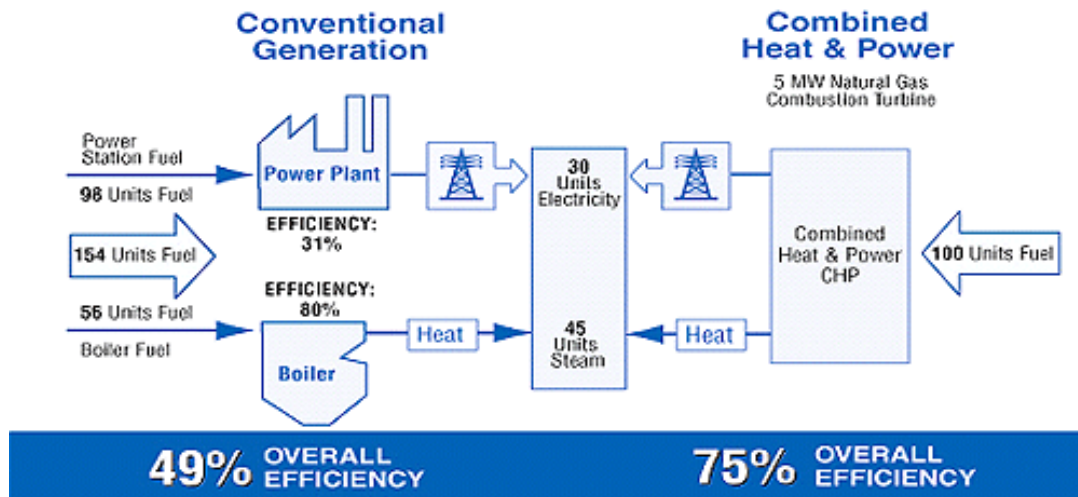 Conventional
Generation
Combined
Heat & Power
5 MW Natural Gas
Combustion Turbine
Power
Station Fuel
98 Units Fuel
Power Plant
EFFICIENCY:
31%
154 Units Fuel
EFFICIENCY:
80%
56 Units Fuel
Boiler Fuel
Boiler
Heat
30
Units
Electricity
45
Units
Steam
Heat
Combined
Heat & Power
CHP
100 Units Fuel
49% OVERALL
EFFICIENCY
75% OVERALL
EFFICIENCY